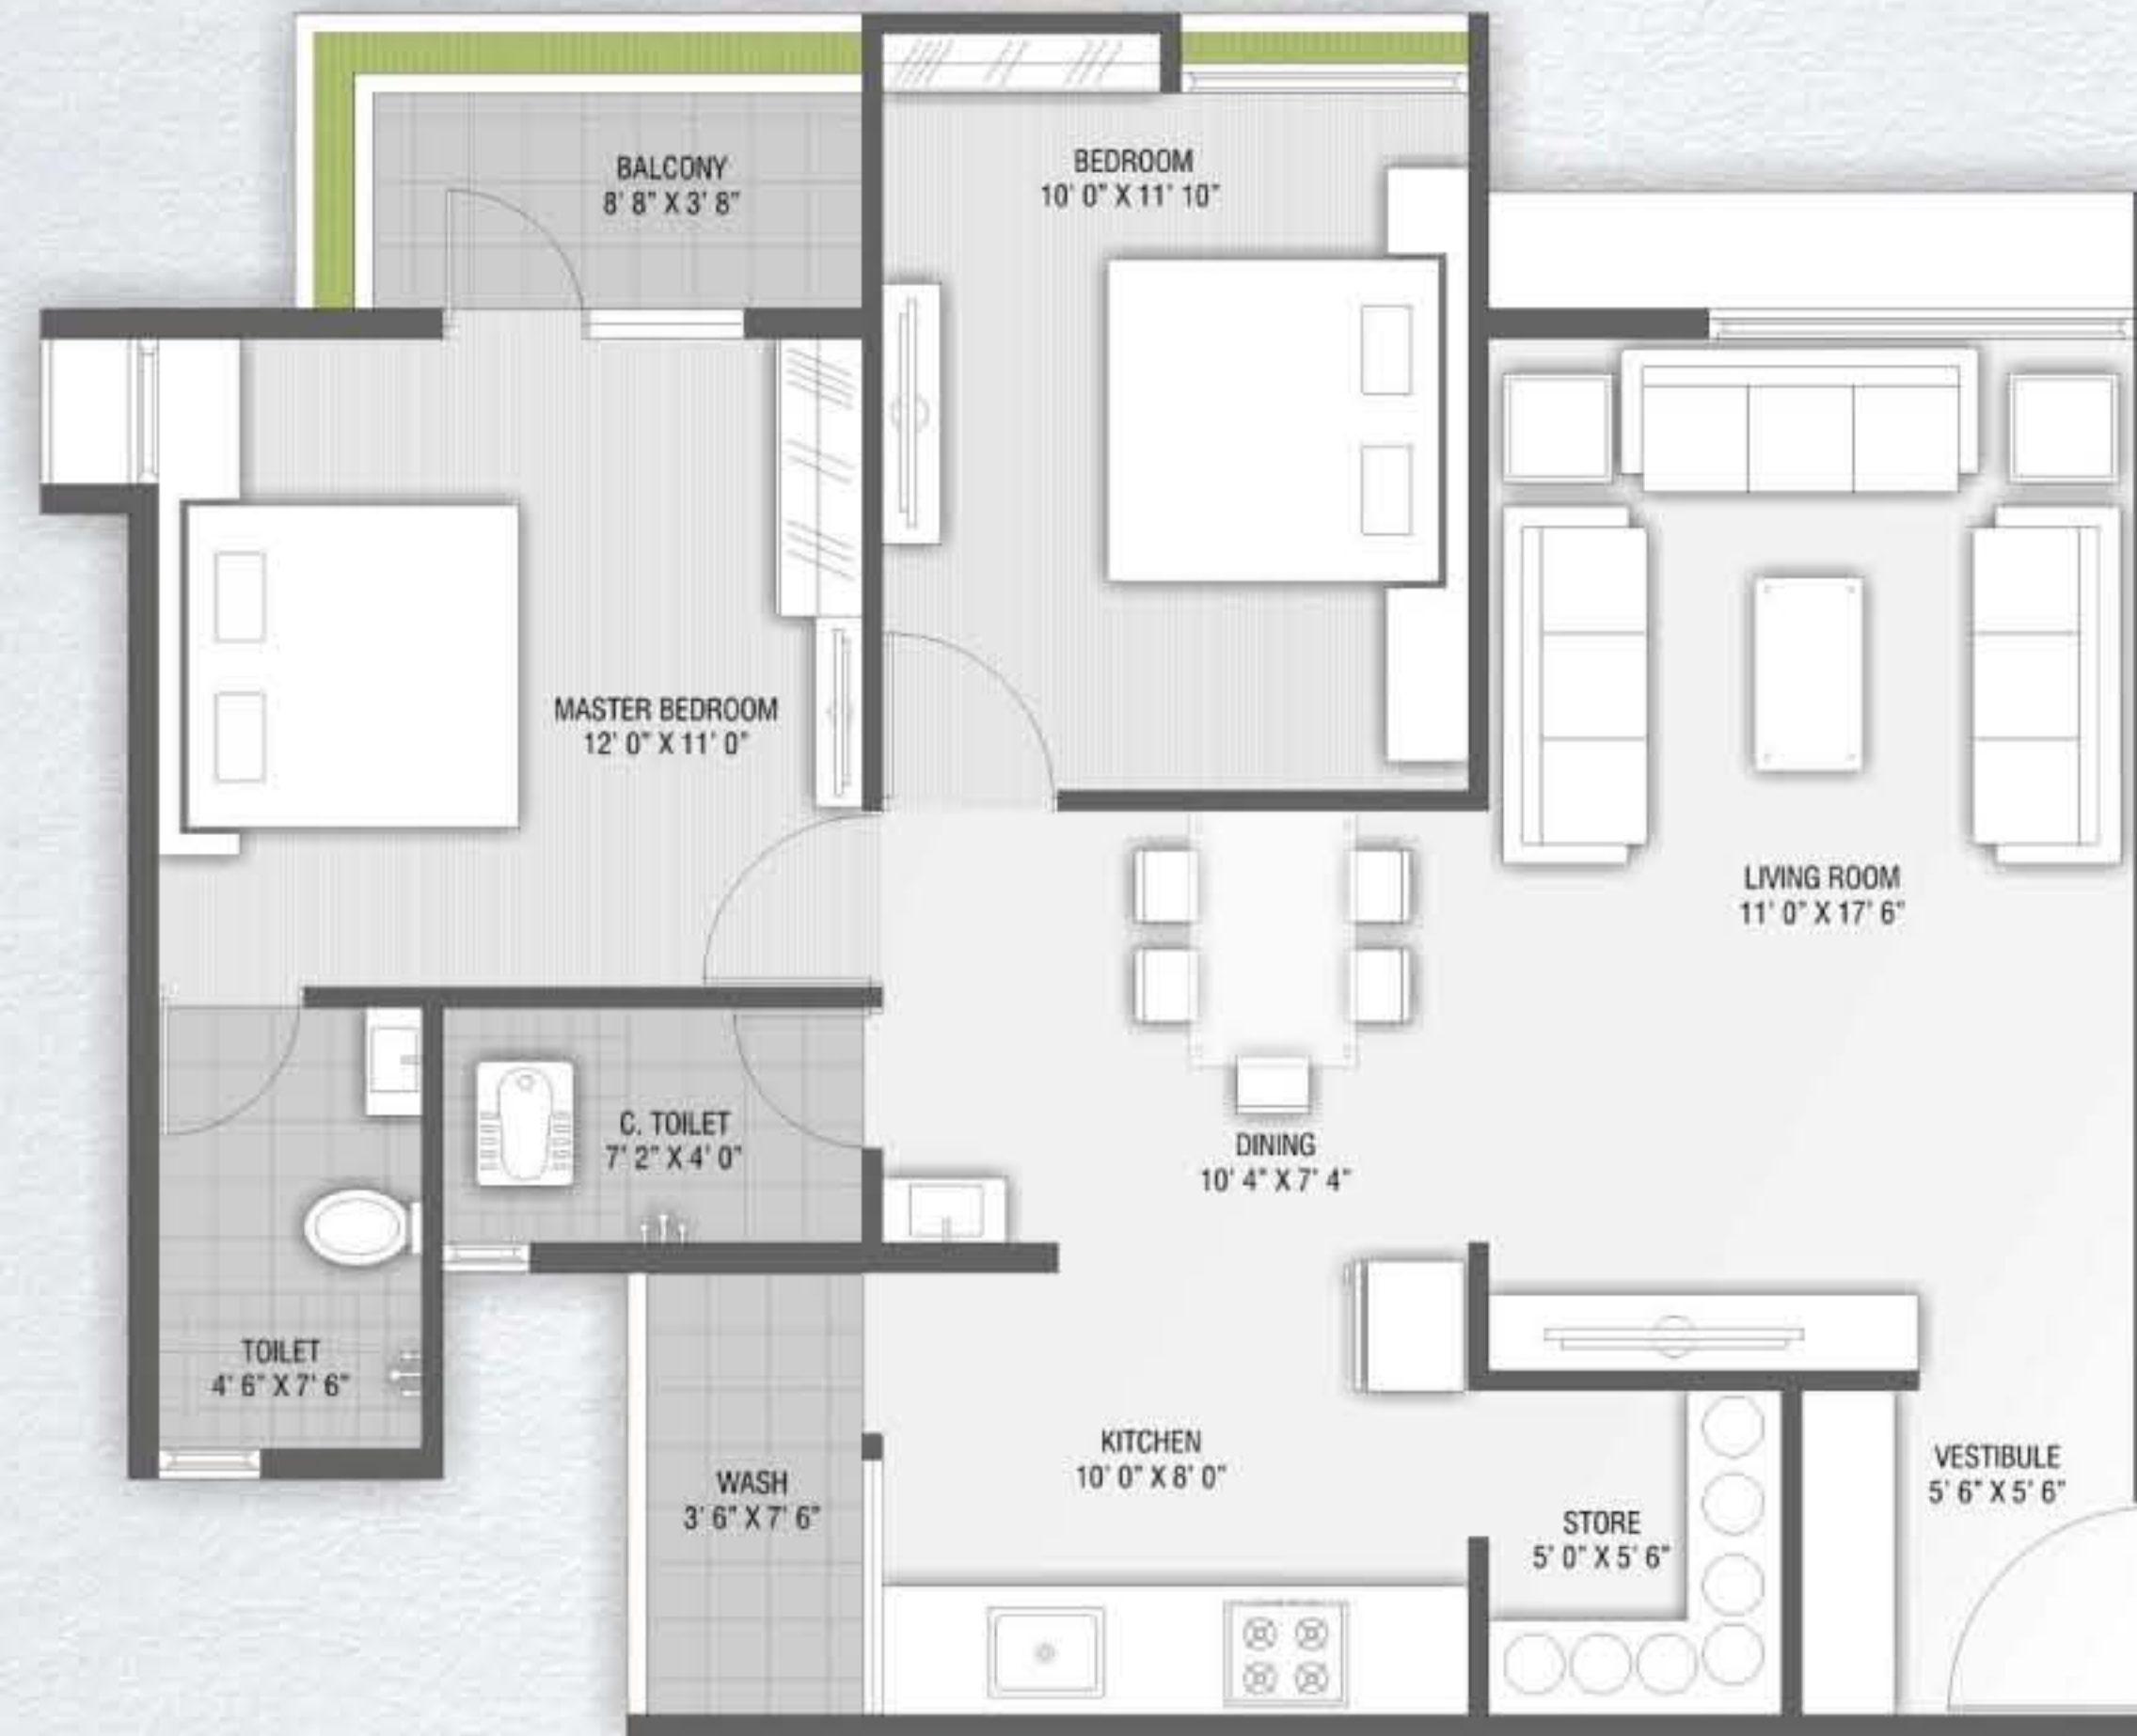 BALCONY
8' 8" X 3' 8"
BEDROOM
10' 0" X 11' 10"
MASTER BEDROOM
12' 0" X 11' 0"
LIVING ROOM
11' 0" X 17' 6"
C. TOILET
7' 2" X 4' 0"
DINING
10' 4" X 7' 4"
TOILET
4' 6" X 7' 6"
KITCHEN
10' 0" X 8' 0"
WASH
3' 6" X 7' 6"
VESTIBULE
5' 6" X 5' 6"
STORE
5' 0" X 5' 6"